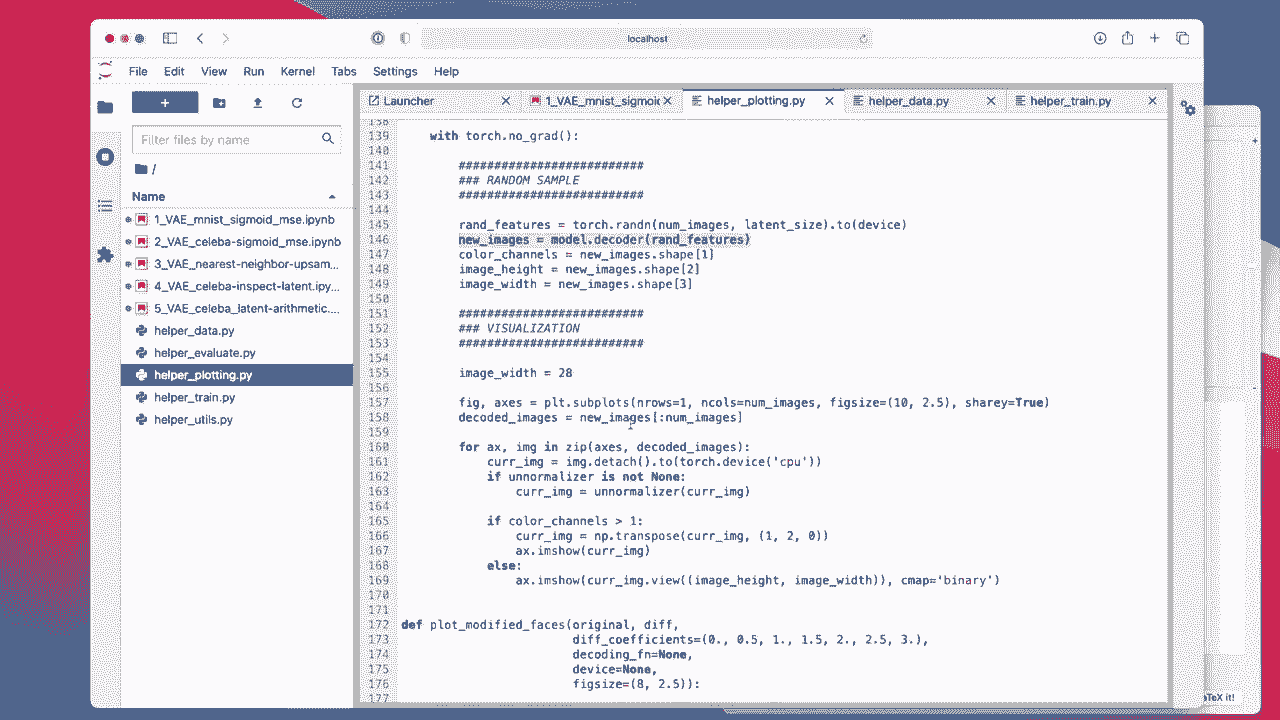 localhost
File Edit View Run Kernel Tabs Settings Help
Launcher
1_VAE_mnist_sigmoi
helper_plotting.py
helper_data.py
helper_train.py
Filter files by name
/
Name
1_VAE_mnist_sigmoid_mse.ipynb
2_VAE_celeba-sigmoid_mse.ipynb
3_VAE_nearest-neighbor-upsam...
4_VAE_celeba-inspect-latent.ipy...
5_VAE_celeba_latent-arithmetic....
helper_data.py
helper_evaluate.py
helper_plotting.py
helper_train.py
helper_utils.py
138
139 with torch.no_grad():
140
141 ##########################
142 ### RANDOM SAMPLE
143 ##########################
144
145 rand_features = torch.randn(num_images, latent_size).to(device)
146 new_images = model.decoder(rand_features)
147 color_channels = new_images.shape[1]
148 image_height = new_images.shape[2]
149 image_width = new_images.shape[3]
150
151 ##########################
152 ### VISUALIZATION
153 ##########################
154
155 image_width = 28
156
157 fig, axes = plt.subplots(nrows=1, ncols=num_images, figsize=(10, 2.5), sharey=True)
158 decoded_images = new_images[:num_images]
159
160 for ax, img in zip(axes, decoded_images):
161 curr_img = img.detach().to(torch.device('cpu'))
162 if unnormalizer is not None:
163 curr_img = unnormalizer(curr_img)
164
165 if color_channels > 1:
166 curr_img = np.transpose(curr_img, (1, 2, 0))
167 ax.imshow(curr_img)
168 else:
169 ax.imshow(curr_img.view((image_height, image_width)), cmap='binary')
170
171
172 def plot_modified_faces(original, diff,
173 diff_coefficients=(0., 0.5, 1., 1.5, 2., 2.5, 3.),
174 decoding_fn=None,
175 device=None,
176 figsize=(8, 2.5)):
177
TeX it!